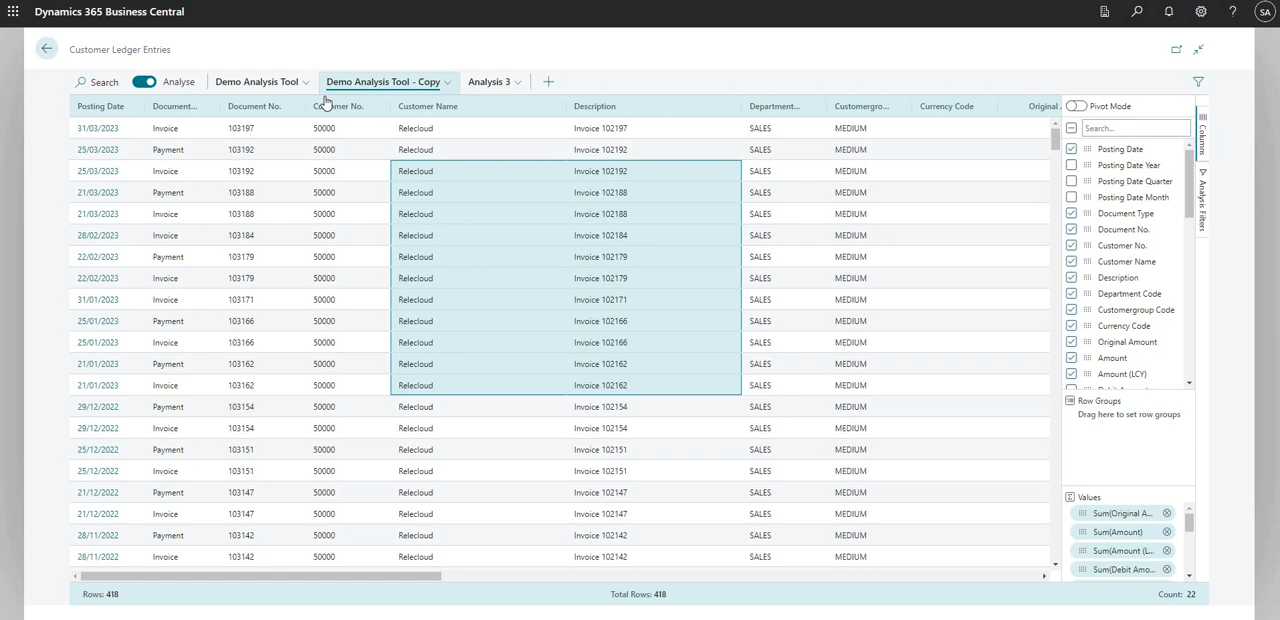 Dynamics 365 Business Central
SA
Customer Ledger Entries
Search Analyse Demo Analysis Tool Demo Analysis Tool - Copy Analysis 3
Posting Date Document... Document No. Customer No. Customer Name Description Department... Customergro... Currency Code Original
31/03/2023 Invoice 103197 50000 Relecloud Invoice 102197 SALES MEDIUM
25/03/2023 Payment 103192 50000 Relecloud Invoice 102192 SALES MEDIUM
25/03/2023 Invoice 103192 50000 Relecloud Invoice 102192 SALES MEDIUM
21/03/2023 Payment 103188 50000 Relecloud Invoice 102188 SALES MEDIUM
21/03/2023 Invoice 103188 50000 Relecloud Invoice 102188 SALES MEDIUM
28/02/2023 Invoice 103184 50000 Relecloud Invoice 102184 SALES MEDIUM
22/02/2023 Payment 103179 50000 Relecloud Invoice 102179 SALES MEDIUM
22/02/2023 Invoice 103179 50000 Relecloud Invoice 102179 SALES MEDIUM
31/01/2023 Invoice 103171 50000 Relecloud Invoice 102171 SALES MEDIUM
25/01/2023 Payment 103166 50000 Relecloud Invoice 102166 SALES MEDIUM
25/01/2023 Invoice 103166 50000 Relecloud Invoice 102166 SALES MEDIUM
21/01/2023 Payment 103162 50000 Relecloud Invoice 102162 SALES MEDIUM
21/01/2023 Invoice 103162 50000 Relecloud Invoice 102162 SALES MEDIUM
29/12/2022 Payment 103154 50000 Relecloud Invoice 102154 SALES MEDIUM
29/12/2022 Invoice 103154 50000 Relecloud Invoice 102154 SALES MEDIUM
25/12/2022 Payment 103151 50000 Relecloud Invoice 102151 SALES MEDIUM
25/12/2022 Invoice 103151 50000 Relecloud Invoice 102151 SALES MEDIUM
21/12/2022 Payment 103147 50000 Relecloud Invoice 102147 SALES MEDIUM
21/12/2022 Invoice 103147 50000 Relecloud Invoice 102147 SALES MEDIUM
28/11/2022 Payment 103142 50000 Relecloud Invoice 102142 SALES MEDIUM
28/11/2022 Invoice 103142 50000 Relecloud Invoice 102142 SALES MEDIUM
Pivot Mode
Search...
Posting Date
Posting Date Year
Posting Date Quarter
Posting Date Month
Document Type
Document No.
Customer No.
Customer Name
Description
Department Code
Customergroup Code
Currency Code
Original Amount
Amount
Amount (LCY)
Row Groups
Drag here to set row groups
Values
Sum(Original A...
Sum(Amount)
Sum(Amount (L...
Sum(Debit Amo...
Columns
Analysis Filters
Rows: 418 Total Rows: 418 Count: 22